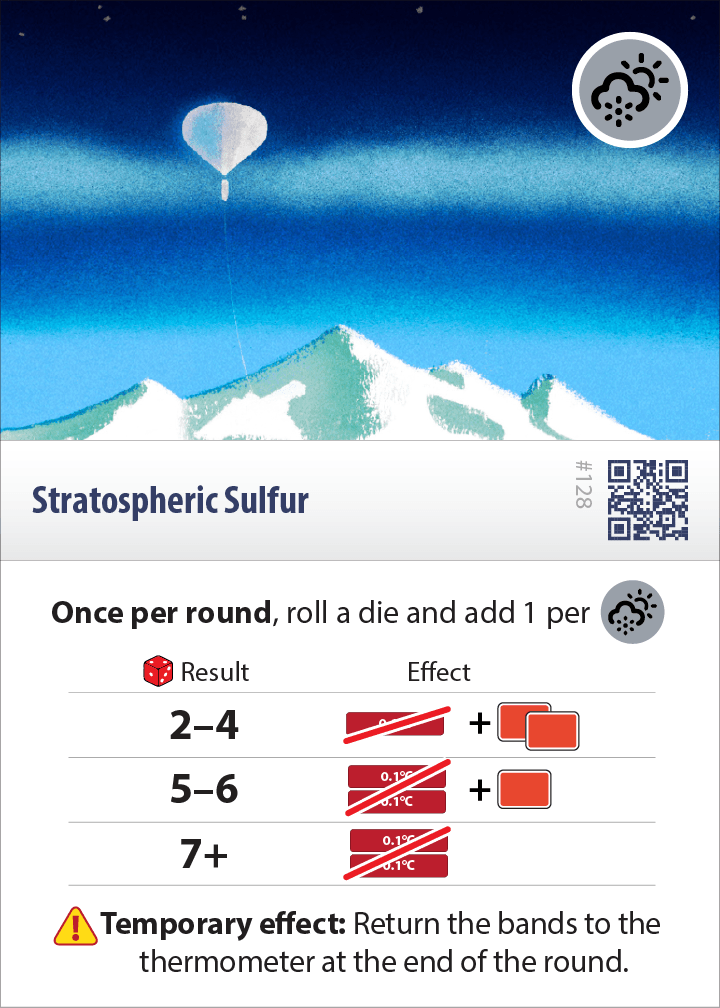 #128
Stratospheric Sulfur
Once per round, roll a die and add 1 per
Result Effect
2–4 +
5–6 0.1°C 0.1°C +
7+ 0.1°C 0.1°C
Temporary effect: Return the bands to the
thermometer at the end of the round.